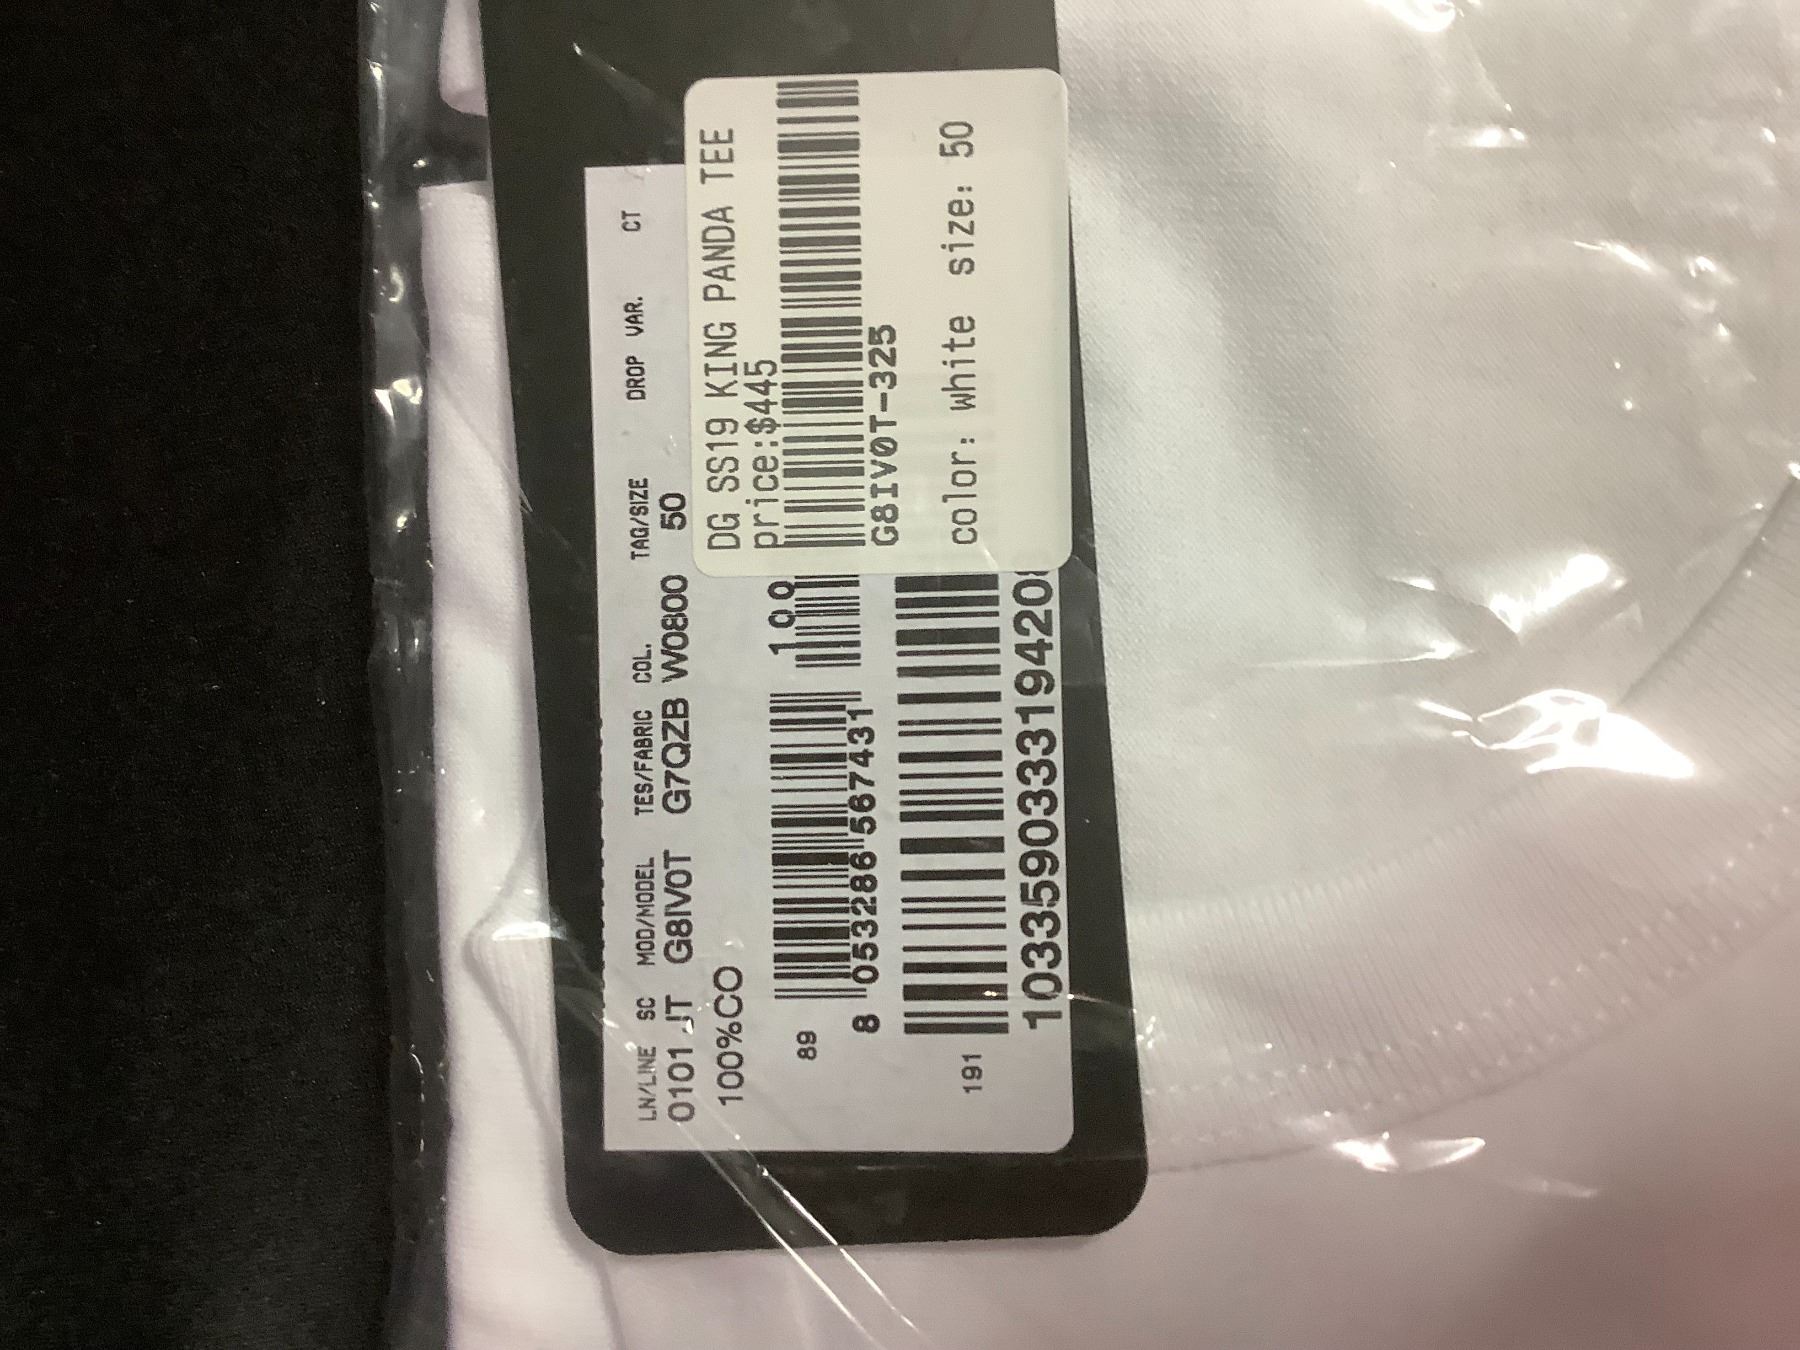 LN/LINE SC MOD/MODEL TES/FABRIC COL. TAG/SIZE DROP VAR. CT
0101 JT G8IV0T G7QZB W0800 50
100%CO
100
89
8 053286 567431
191
DG SS19 KING PANDA TEE
price:$445
G8IV0T-325
color: white size: 50